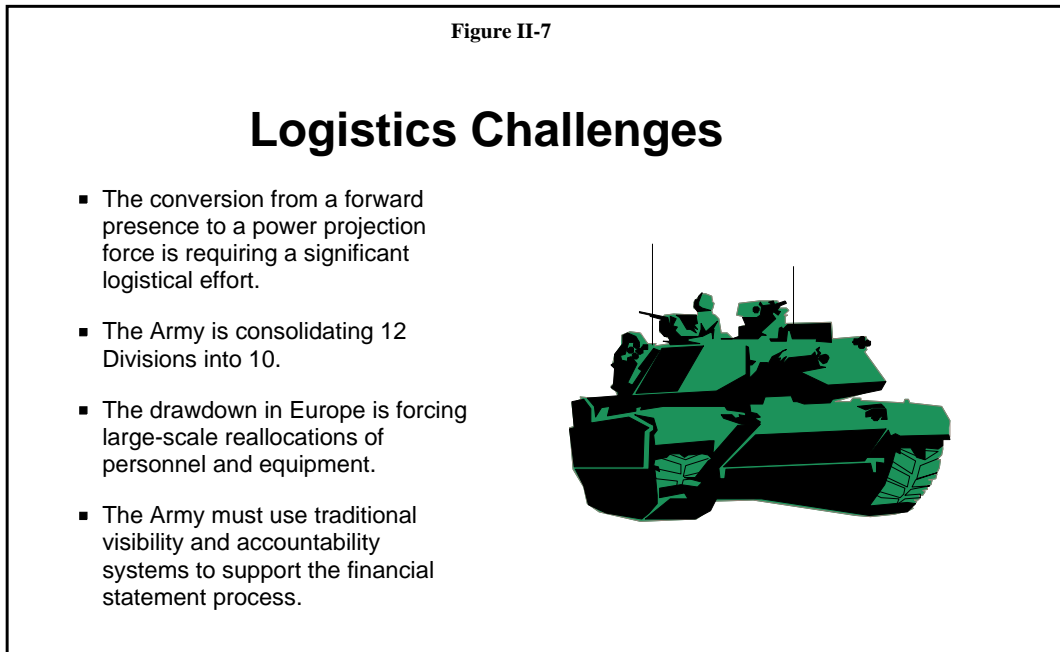 Figure II-7
Logistics Challenges
▪ The conversion from a forward
presence to a power projection
force is requiring a significant
logistical effort.
▪ The Army is consolidating 12
Divisions into 10.
▪ The drawdown in Europe is forcing
large-scale reallocations of
personnel and equipment.
▪ The Army must use traditional
visibility and accountability
systems to support the financial
statement process.